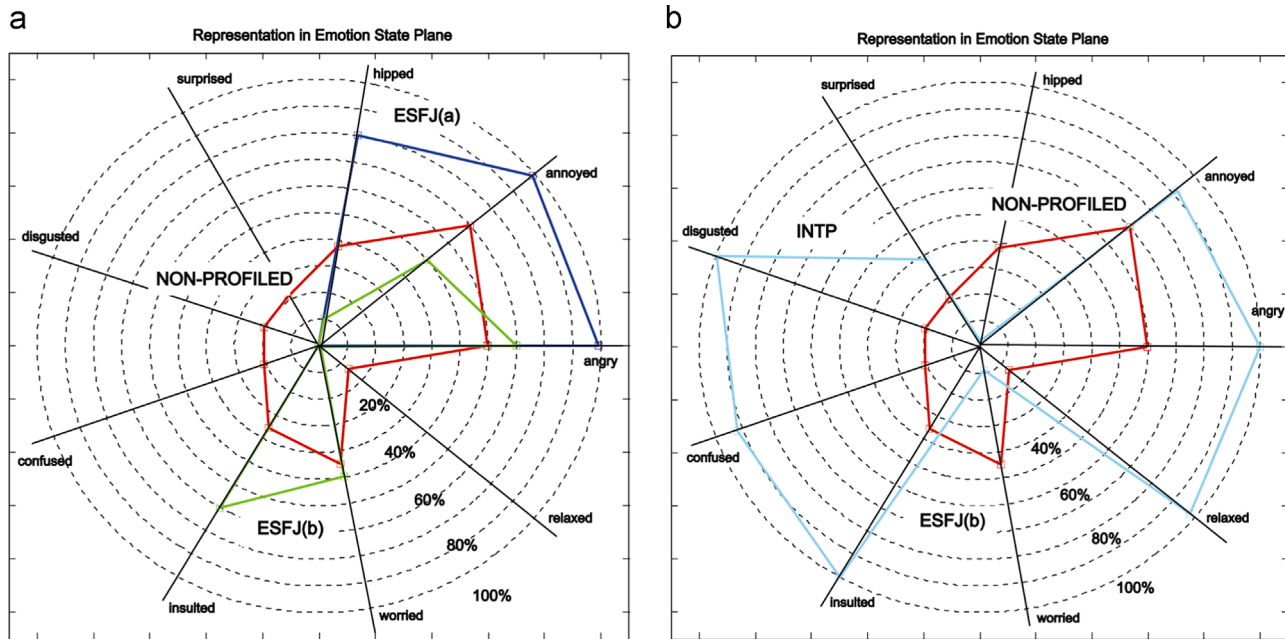 a
Representation in Emotion State Plane
hipped
surprised
ESFJ(a)
annoyed
disgusted
NON-PROFILED
angry
20%
confused
40%
60%
relaxed
ESFJ(b)
80%
100%
insulted
worried
b
Representation in Emotion State Plane
hipped
surprised
annoyed
NON-PROFILED
INTP
disgusted
angry
40%
confused
60%
ESFJ(b)
relaxed
80%
100%
insulted
worried